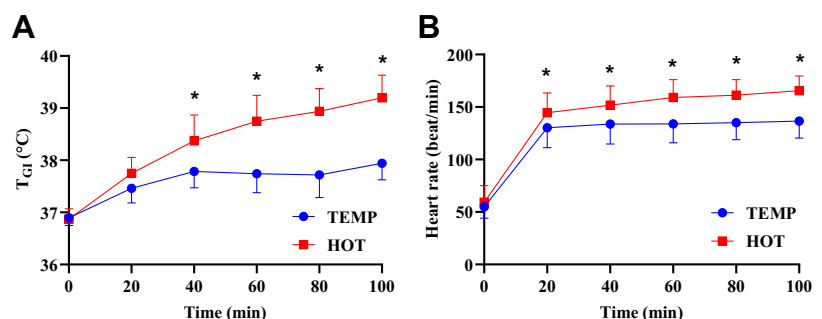 A
T GI (°C)
40
39
38
37
36
* * * *
TEMP
HOT
0 20 40 60 80 100
Time (min)
B
Heart rate (beat/min)
200
150
100
50
0
* * * * *
TEMP
HOT
0 20 40 60 80 100
Time (min)